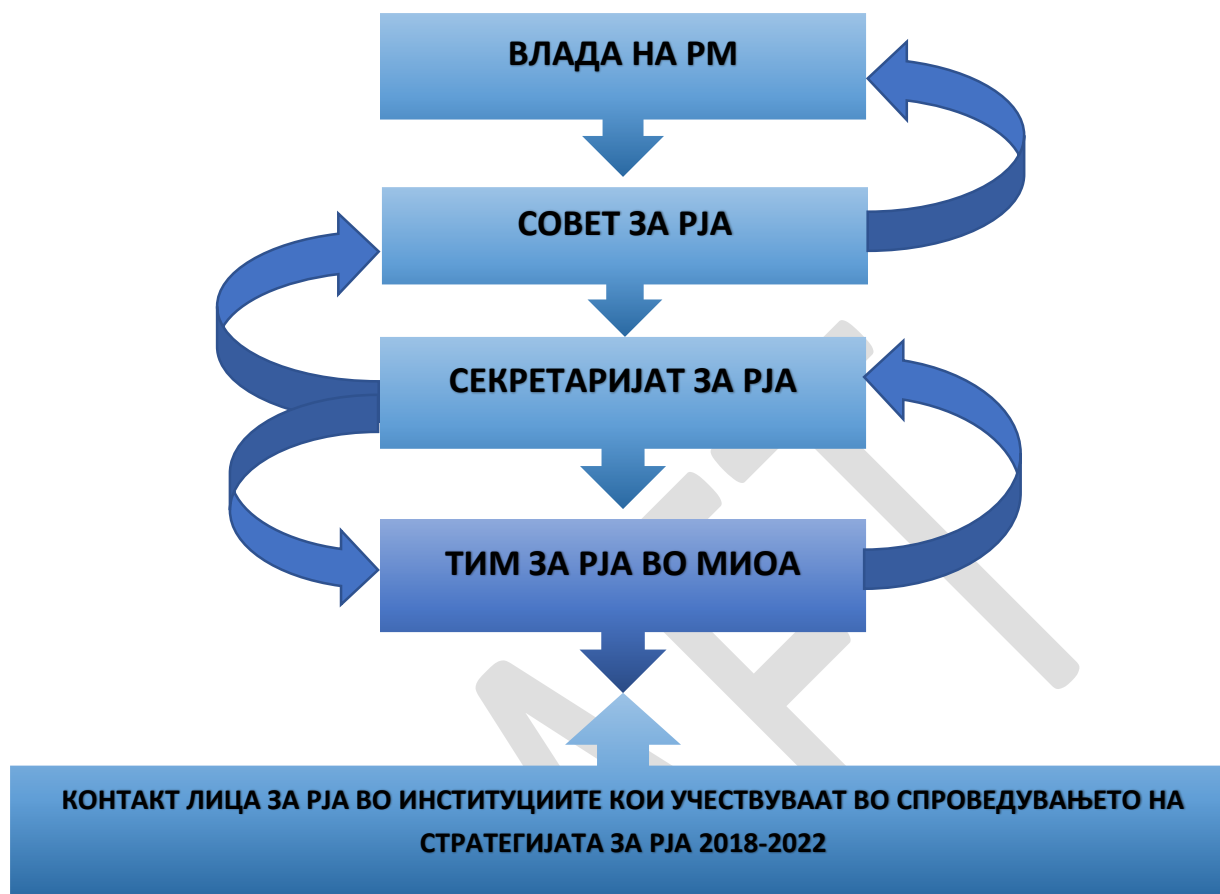 ВЛАДА НА РМ
СОВЕТ ЗА РЈА
СЕКРЕТАРИЈАТ ЗА РЈА
ТИМ ЗА РЈА ВО МИОА
КОНТАКТ ЛИЦА ЗА РЈА ВО ИНСТИТУЦИИТЕ КОИ УЧЕСТВУВААТ ВО СПРОВЕДУВАЊЕТО НА
СТРАТЕГИЈАТА ЗА РЈА 2018-2022